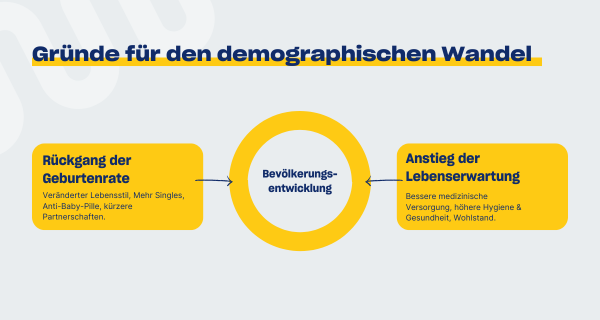 Gründe für den demographischen Wandel
Rückgang der
Geburtenrate
Veränderter Lebensstil, Mehr Singles,
Anti-Baby-Pille, kürzere
Partnerschaften.
Bevölkerungs-
entwicklung
Anstieg der
Lebenserwartung
Bessere medizinische
Versorgung, höhere Hygiene &
Gesundheit, Wohlstand.